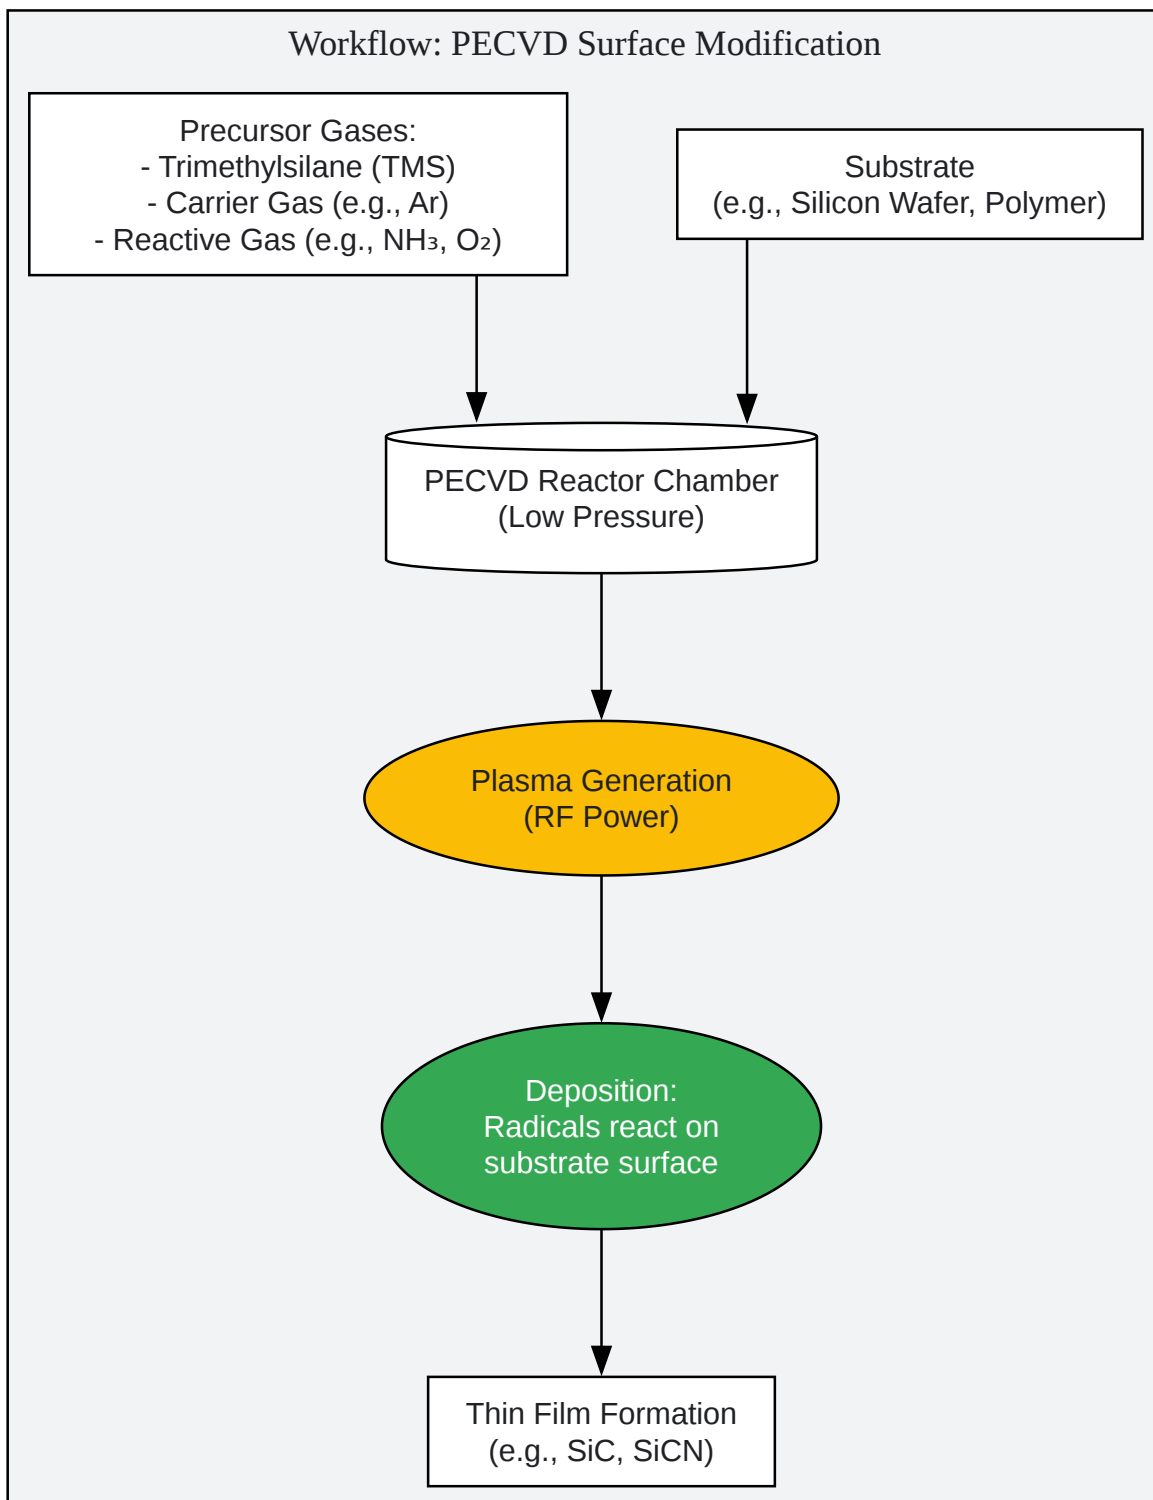 Workflow: PECVD Surface Modification
Precursor Gases:
- Trimethylsilane (TMS)
- Carrier Gas (e.g., Ar)
- Reactive Gas (e.g., NH₃, O₂)
Substrate
(e.g., Silicon Wafer, Polymer)
PECVD Reactor Chamber
(Low Pressure)
Plasma Generation
(RF Power)
Deposition:
Radicals react on
substrate surface
Thin Film Formation
(e.g., SiC, SiCN)